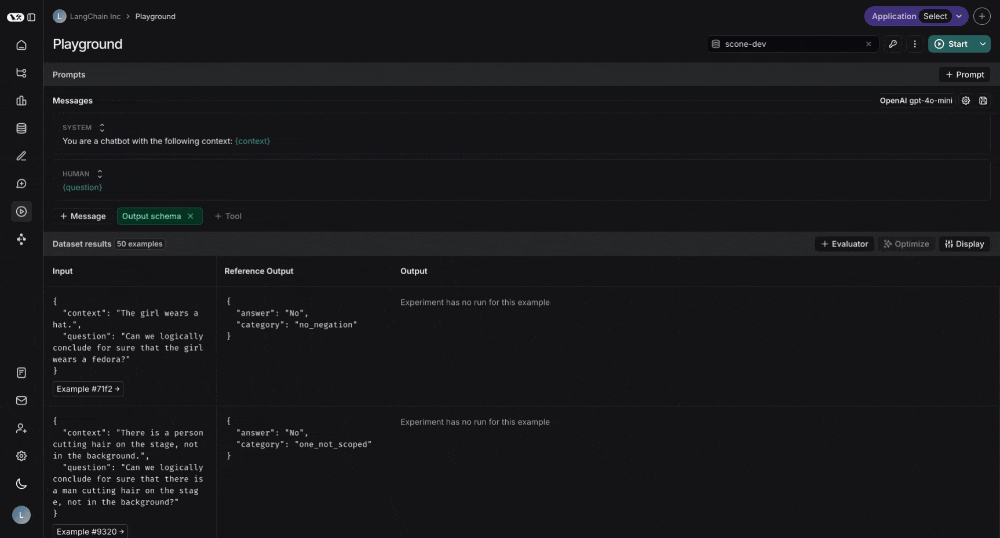 L LangChain Inc > Playground
Application Select
Playground
scone-dev
Start
Prompts
+ Prompt
Messages
OpenAI gpt-4o-mini
SYSTEM
You are a chatbot with the following context: {context}
HUMAN
{question}
+ Message Output schema × + Tool
Dataset results 50 examples
+ Evaluator Optimize Display
Input Reference Output Output
{
"context": "The girl wears a
hat.",
"question": "Can we logically
conclude for sure that the girl
wears a fedora?"
}
Example #71f2 →
{
"answer": "No",
"category": "no_negation"
}
Experiment has no run for this example
{
"context": "There is a person
cutting hair on the stage, not
in the background.",
"question": "Can we logically
conclude for sure that there is
a man cutting hair on the stag
e, not in the background?"
}
Example #9320 →
{
"answer": "No",
"category": "one_not_scoped"
}
Experiment has no run for this example
L